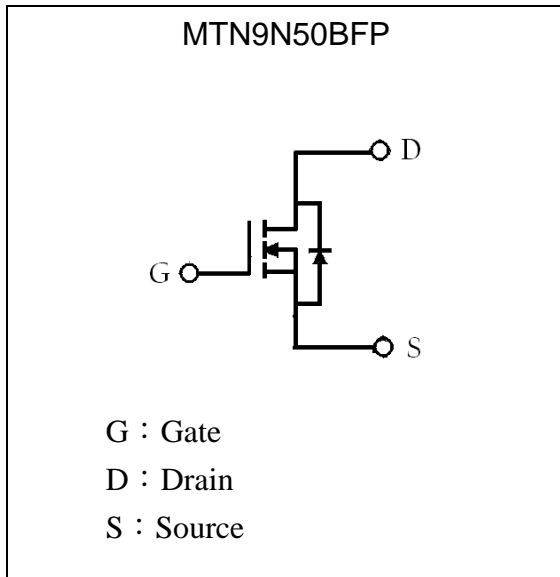 MTN9N50BFP
D
G
S
G：Gate
D：Drain
S：Source